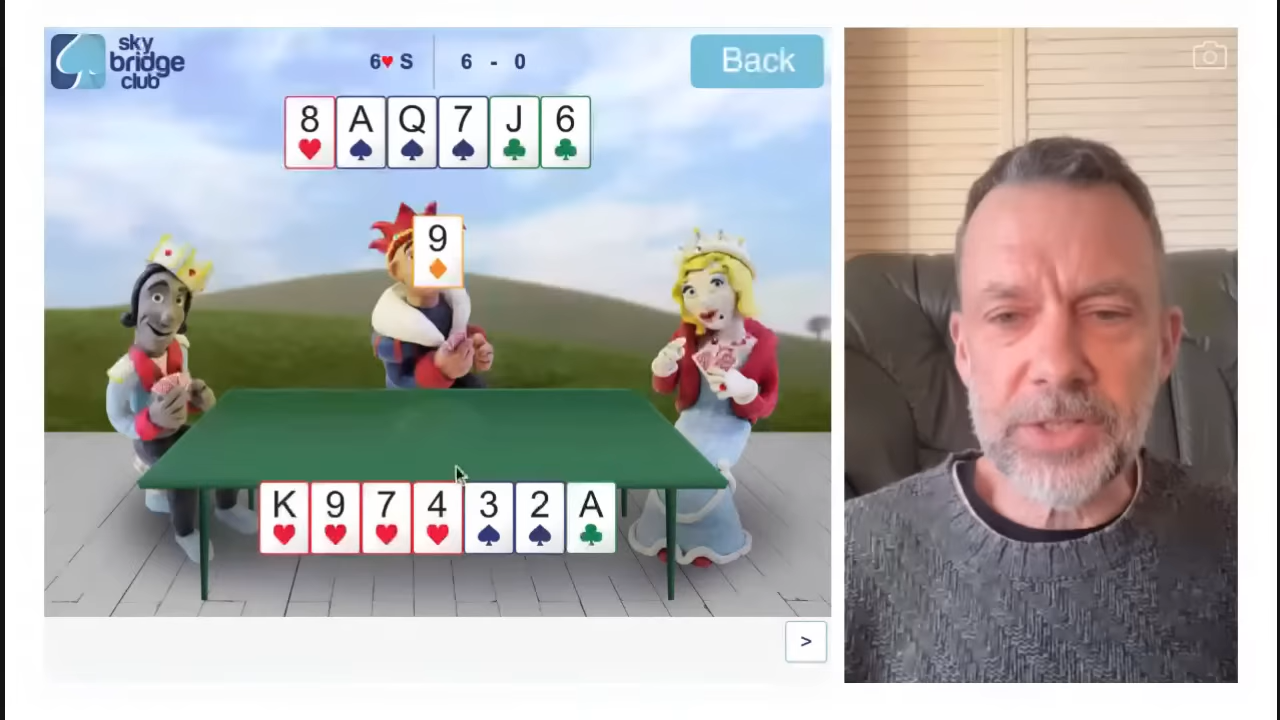 sky
bridge
club
6♥ S
6 - 0
Back
8♥ A♠ Q♠ 7♠ J♣ 6♣
9♦
K♥ 9♥ 7♥ 4♥ 3♠ 2♠ A♣
>